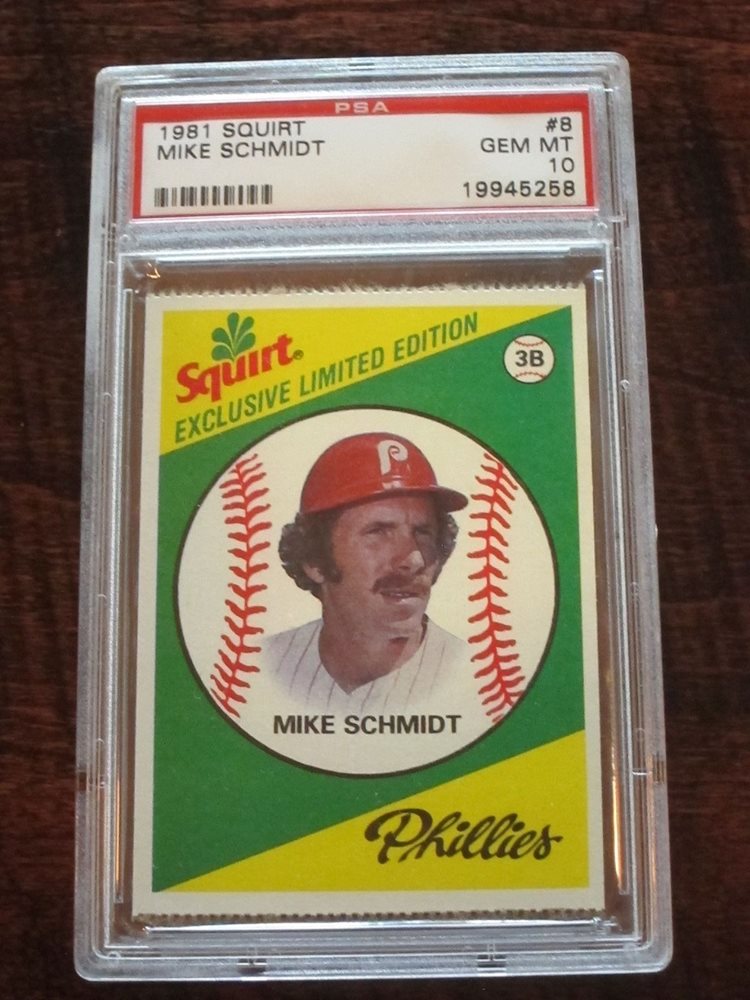 PSA
1981 SQUIRT #8
MIKE SCHMIDT GEM MT
10
19945258
Squirt®
EXCLUSIVE LIMITED EDITION
3B
P
MIKE SCHMIDT
Phillies